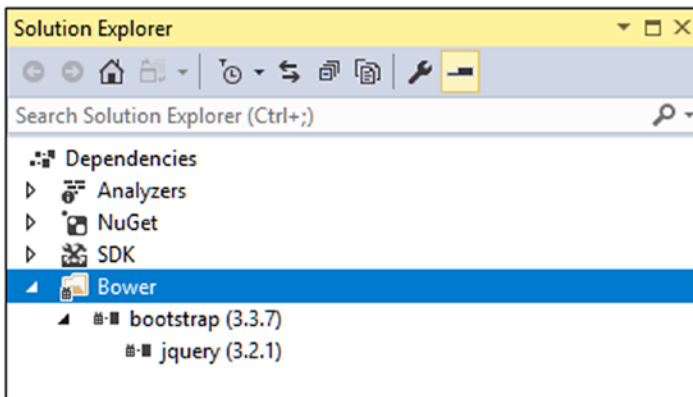 Solution Explorer
Search Solution Explorer (Ctrl+;)
Dependencies
Analyzers
NuGet
SDK
Bower
bootstrap (3.3.7)
jquery (3.2.1)